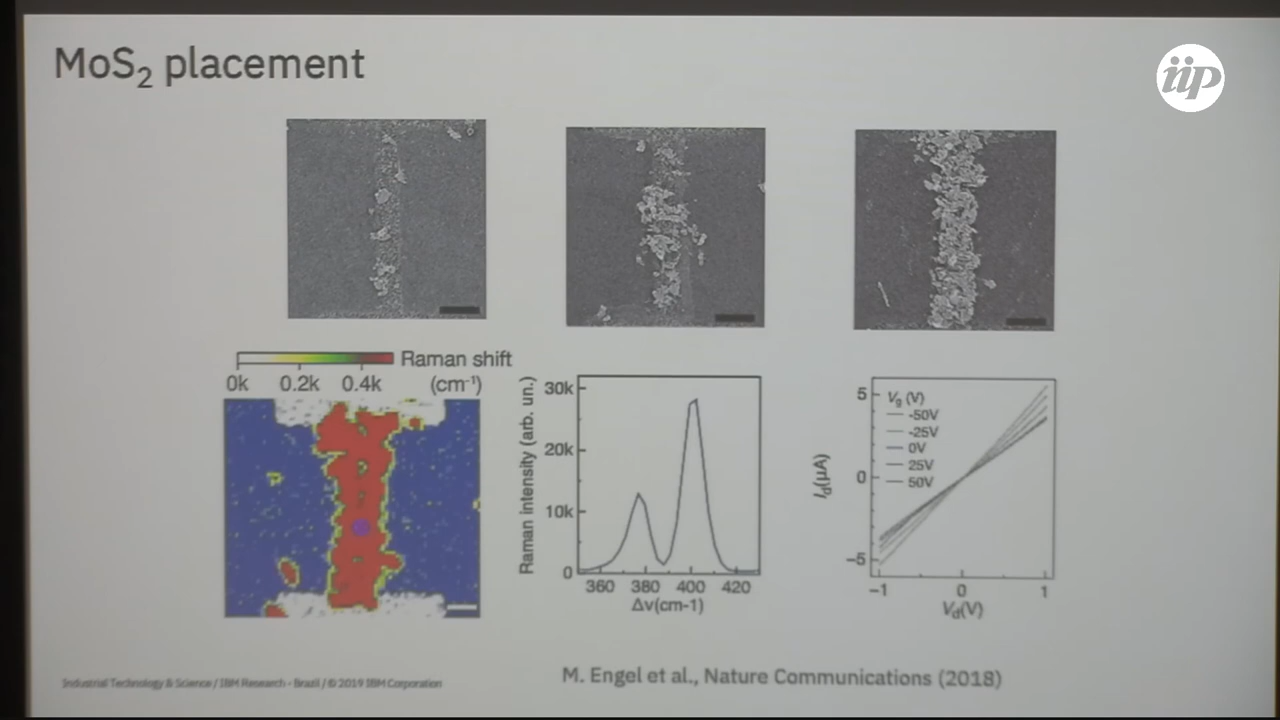 MoS2 placement
iip
Raman shift
0k 0.2k 0.4k (cm-1)
Raman intensity (arb. un.)
30k
20k
10k
0
360 380 400 420
Δν(cm-1)
Id(μA)
5
0
-5
Vg (V)
-50V
-25V
0V
25V
50V
-1 0 1
Vd(V)
Industrial Technology & Science / IBM Research - Brazil / © 2019 IBM Corporation
M. Engel et al., Nature Communications (2018)